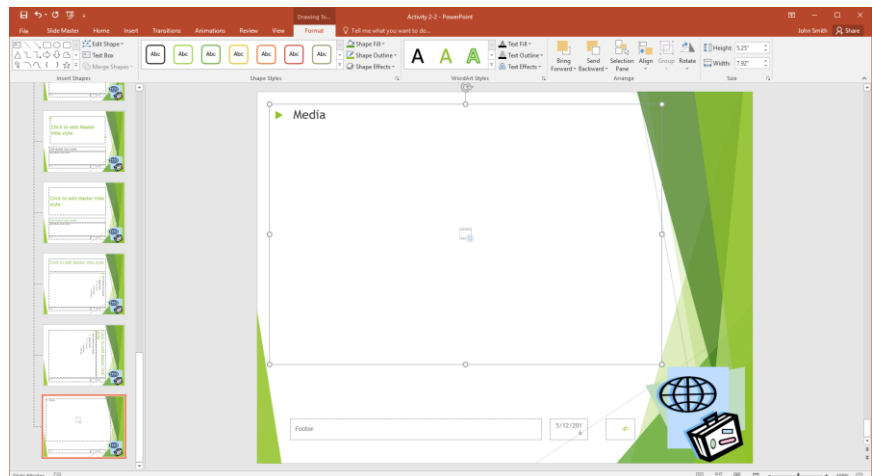 Drawing To...
Activity 2-2 - PowerPoint
File Slide Master Home Insert Transitions Animations Review View Format Tell me what you want to do...
John Smith Share
Edit Shape
Text Box
Merge Shapes
Insert Shapes
Abc Abc Abc Abc Abc Abc Abc
Shape Fill
Shape Outline
Shape Effects
Shape Styles
A A A
Text Fill
Text Outline
Text Effects
WordArt Styles
Bring Forward
Send Backward
Selection Pane
Align
Group
Rotate
Arrange
Height: 5.25"
Width: 7.92"
Size
Click to edit Master
title style
Click to edit Master title
style
Click to edit Master title style
Media
Footer
5/12/201
6
Slide Master
100%